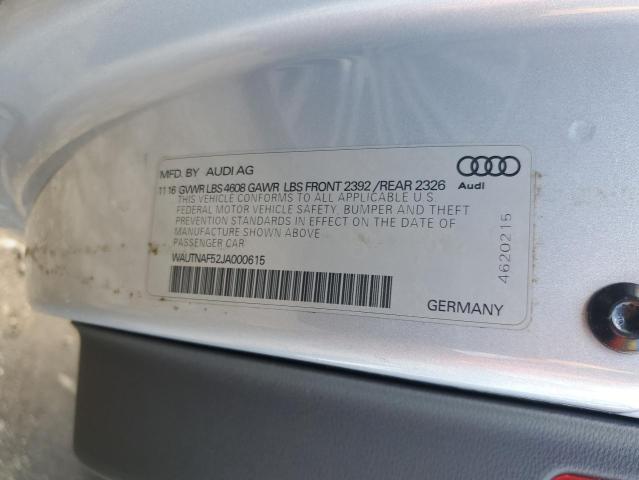 MFD. BY AUDI AG
11 16 GVWR LBS 4608 GAWR LBS FRONT 2392 /REAR 2326
Audi
THIS VEHICLE CONFORMS TO ALL APPLICABLE U S
FEDERAL MOTOR VEHICLE SAFETY, BUMPER AND THEFT
PREVENTION STANDARDS IN EFFECT ON THE DATE OF
MANUFACTURE SHOWN ABOVE
PASSENGER CAR
WAUTNAF52JA000615
4620215
GERMANY